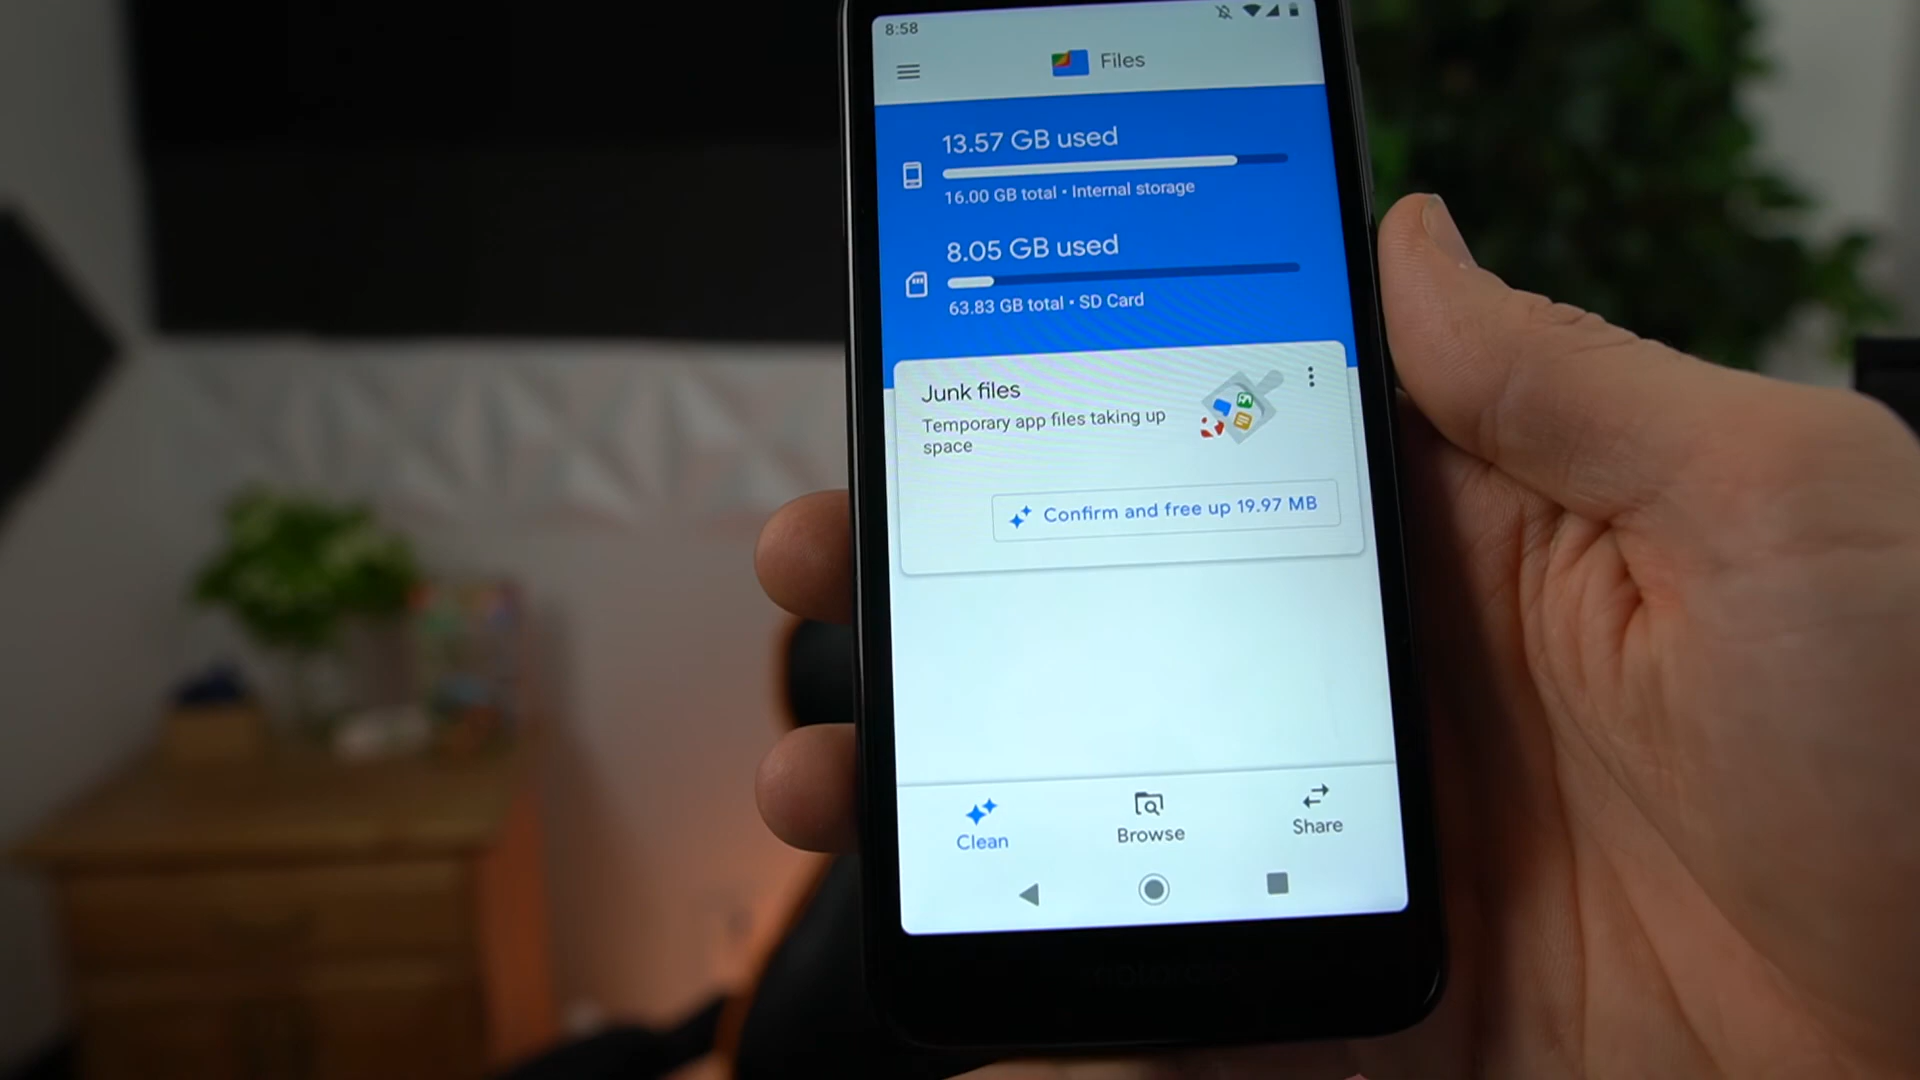 8:58
Files
13.57 GB used
16.00 GB total • Internal storage
8.05 GB used
63.83 GB total • SD Card
Junk files
Temporary app files taking up
space
Confirm and free up 19.97 MB
Clean
Browse
Share
motorola